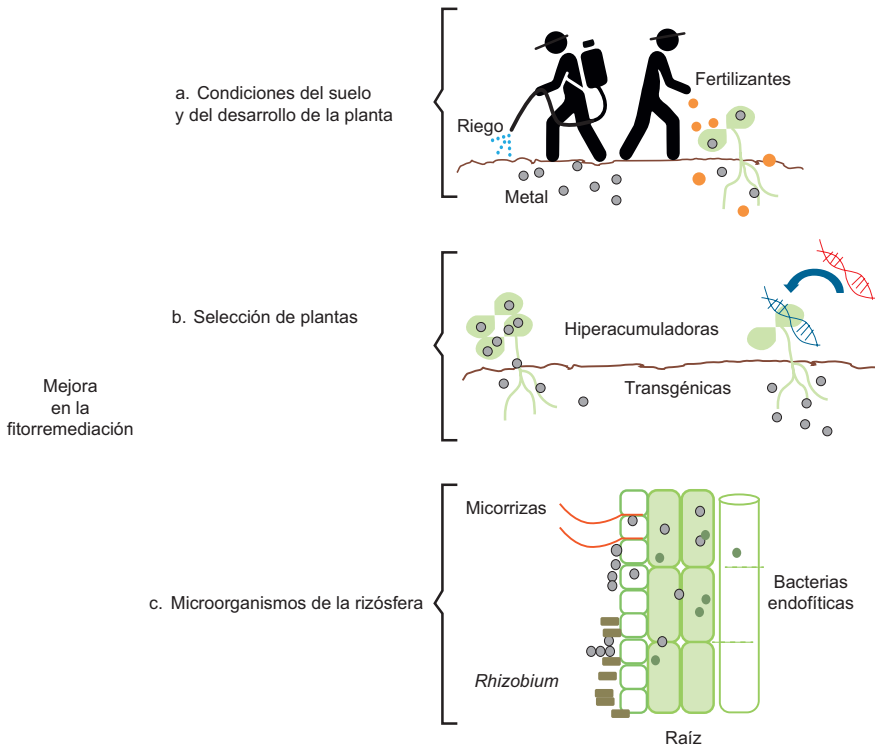 Mejora
en la
fitorremediación
a. Condiciones del suelo
y del desarrollo de la planta
Fertilizantes
Riego
Metal
b. Selección de plantas
Hiperacumuladoras
Transgénicas
c. Microorganismos de la rizósfera
Micorrizas
Bacterias
endofíticas
Rhizobium
Raíz